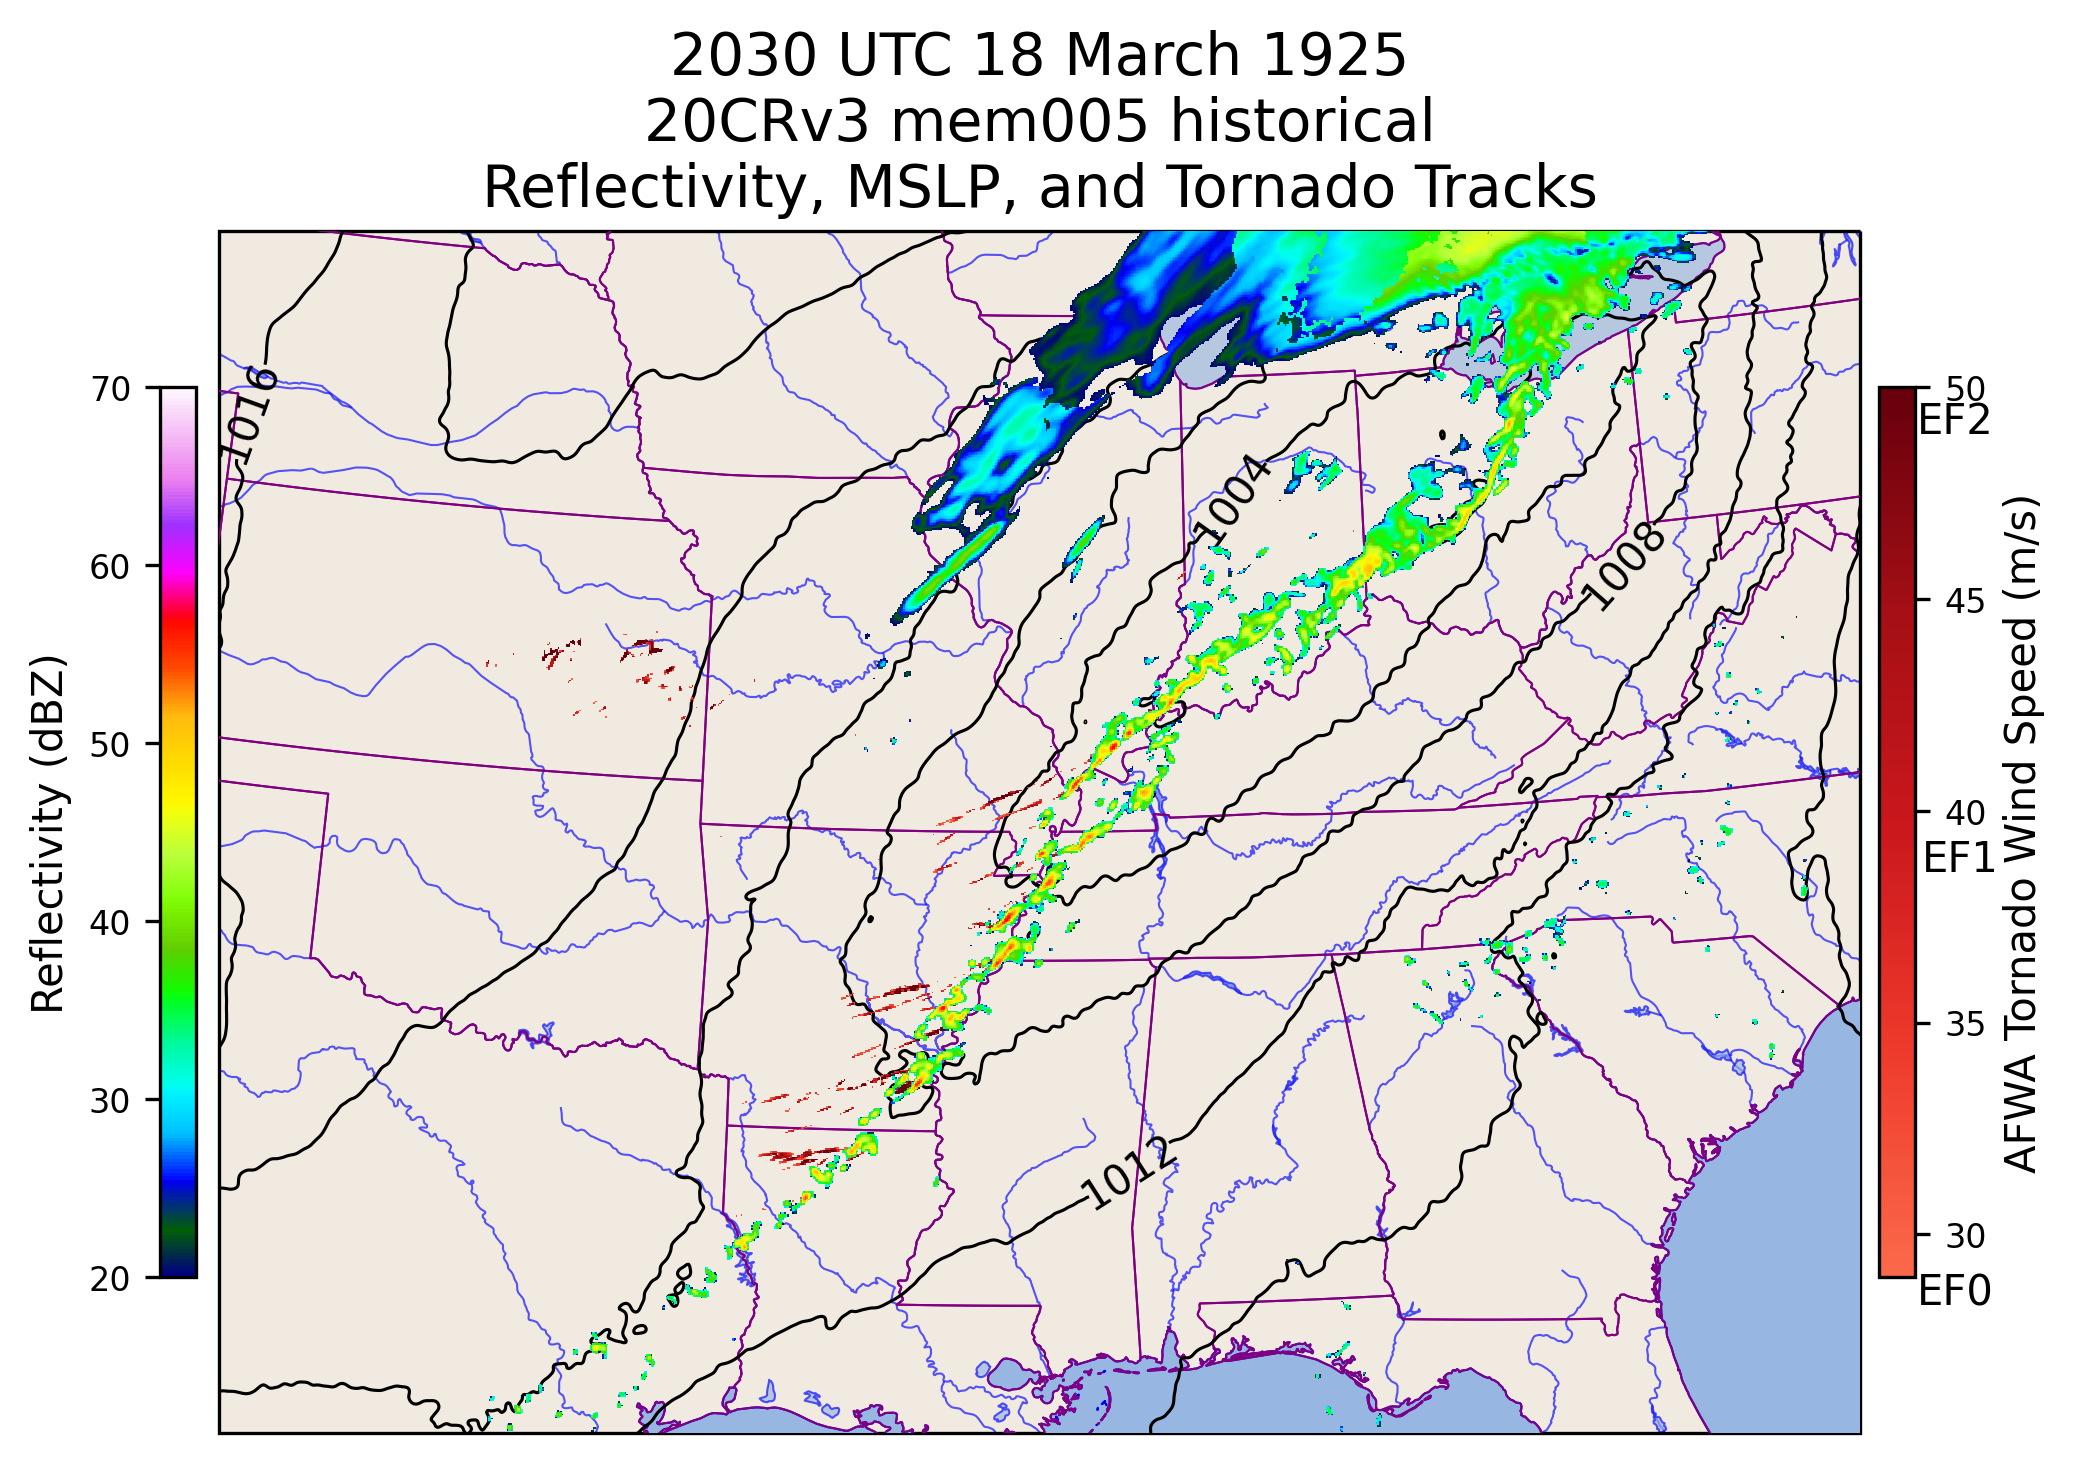 2030 UTC 18 March 1925
20CRv3 mem005 historical
Reflectivity, MSLP, and Tornado Tracks
1016
1004
1008
1012
70
60
50
40
30
20
Reflectivity (dBZ)
50
EF2
45
40
EF1
35
30
EF0
AFWA Tornado Wind Speed (m/s)